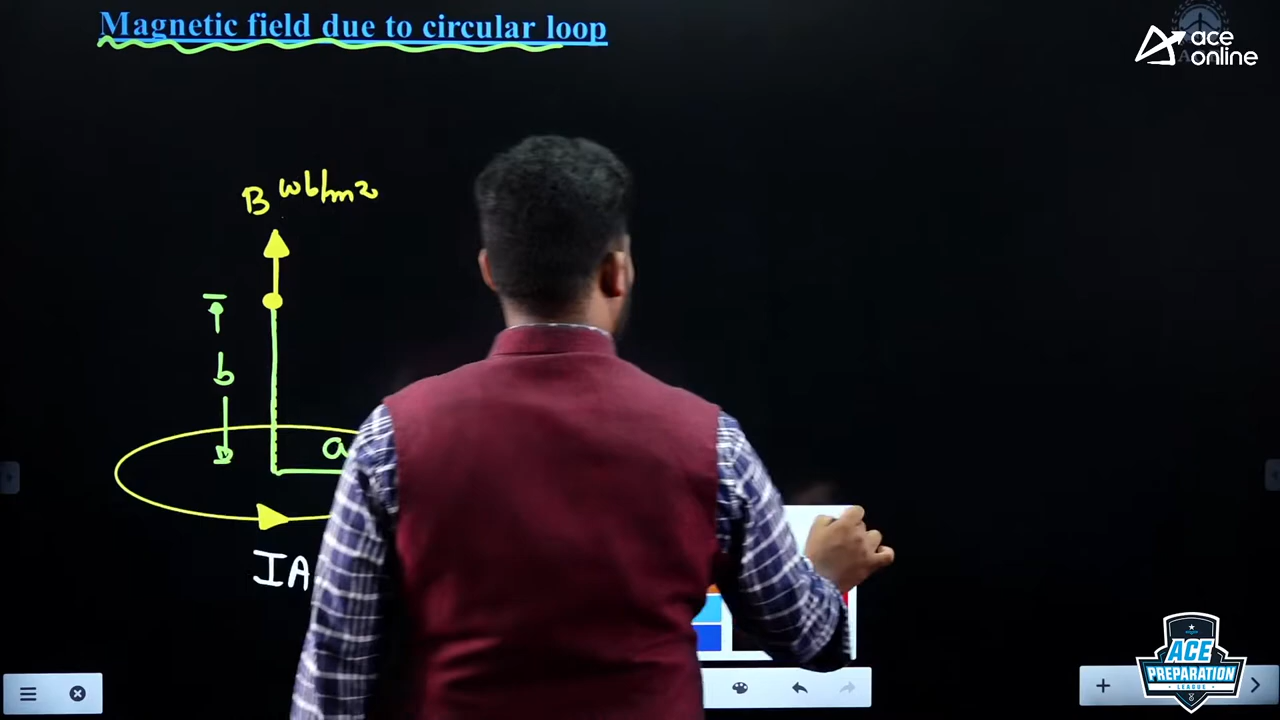 Magnetic field due to circular loop
ace
online
B wb/m2
b
a
IA
ACE
PREPARATION
LEAGUE